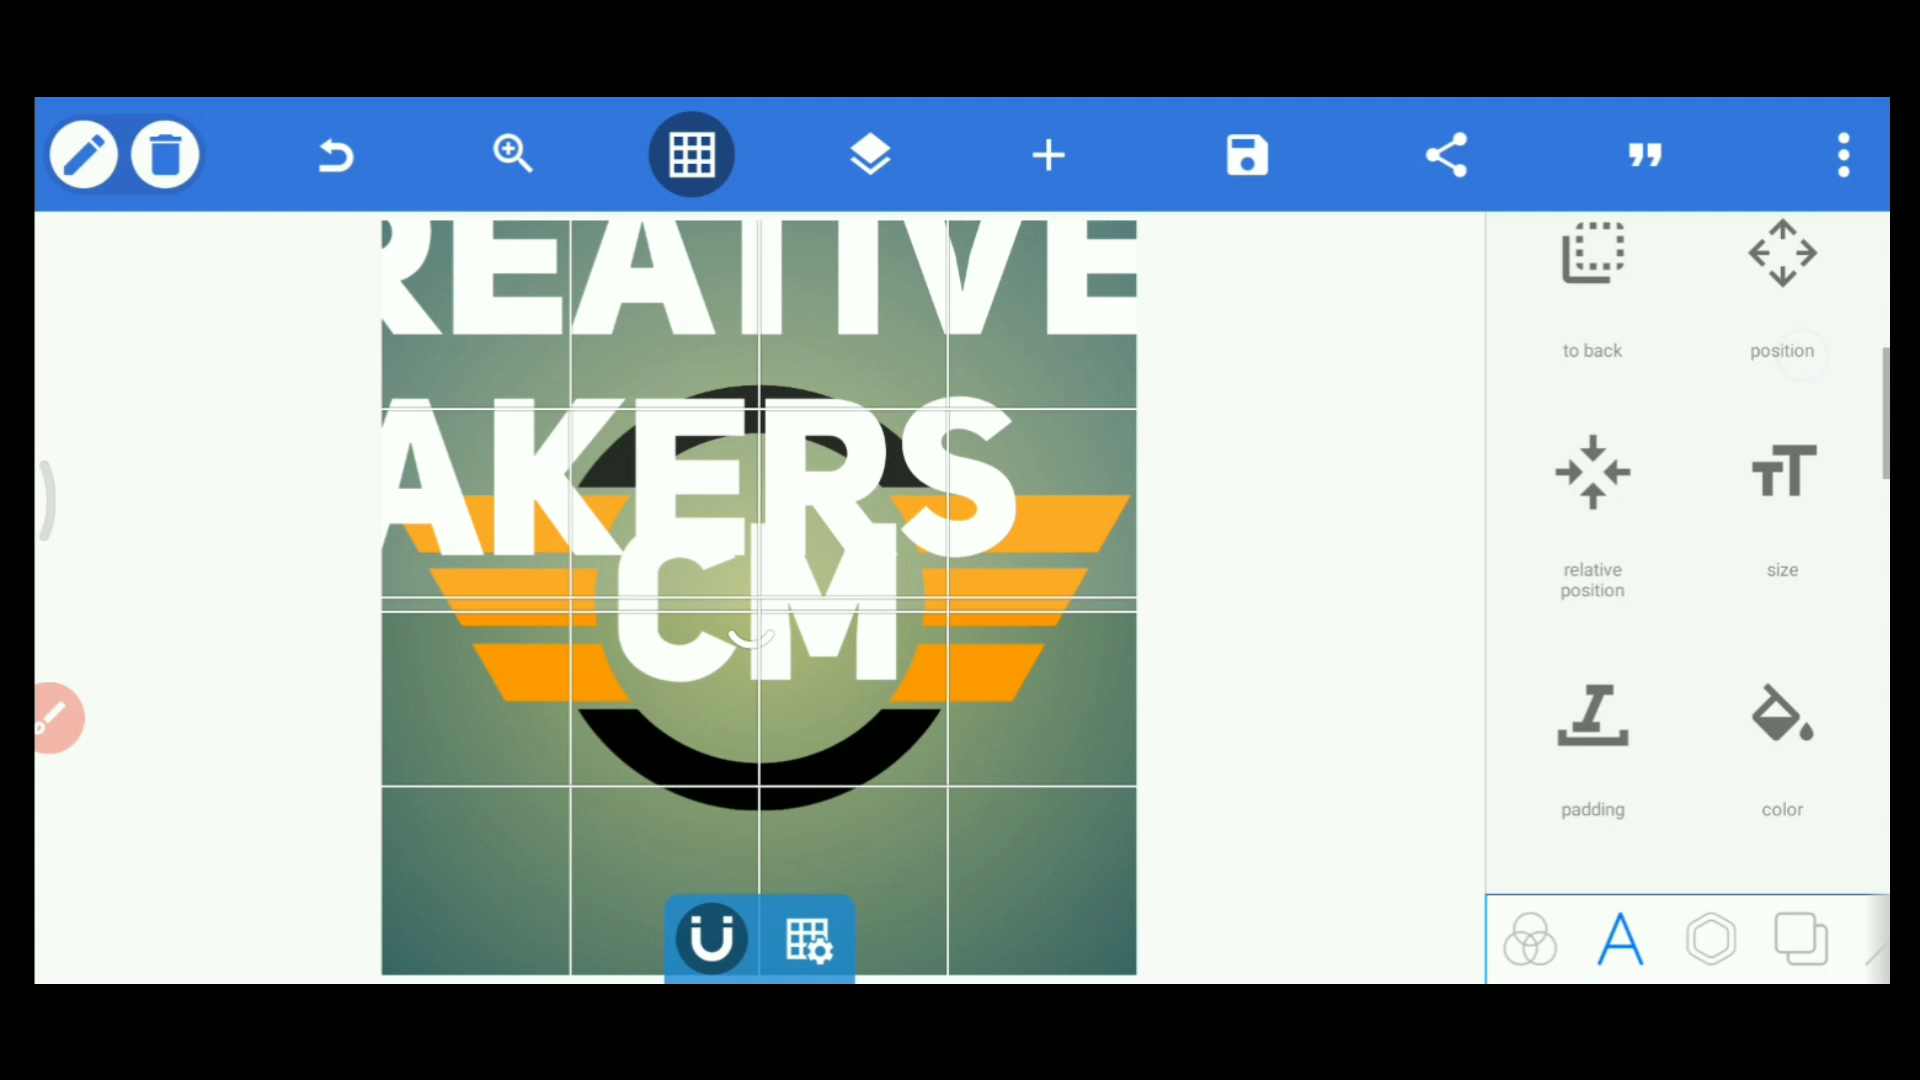 REATIVE
AKERS
CM
to back
position
relative
position
size
padding
color